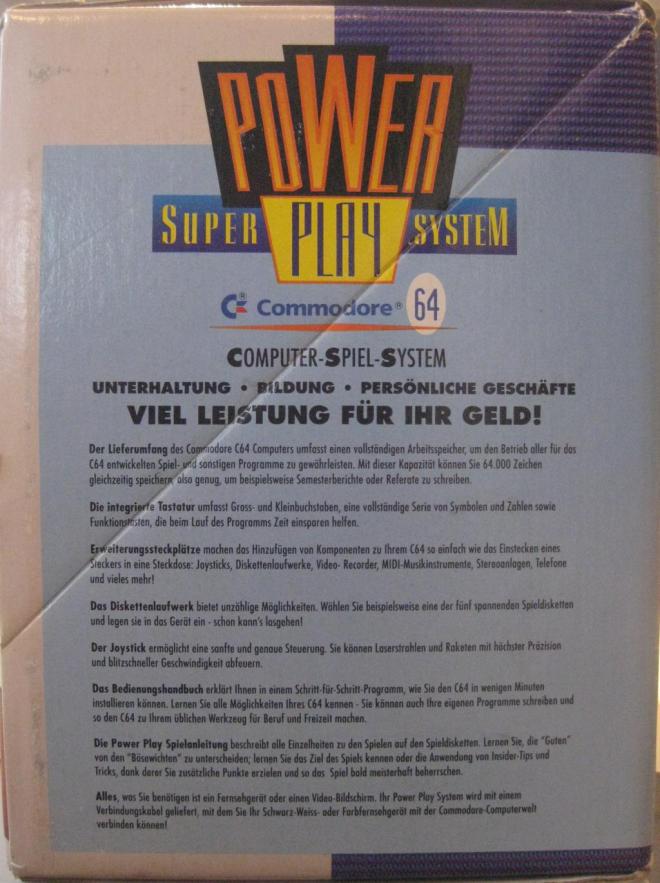 POWER
SUPER PLAY SYSTEM
Commodore® 64
COMPUTER-SPIEL-SYSTEM
UNTERHALTUNG • BILDUNG • PERSÖNLICHE GESCHÄFTE
VIEL LEISTUNG FÜR IHR GELD!
Der Lieferumfang des Commodore C64 Computers umfasst einen vollständigen Arbeitsspeicher, um den Betrieb aller für das
C64 entwickelten Spiel- und sonstigen Programme zu gewährleisten. Mit dieser Kapazität können Sie 64.000 Zeichen
gleichzeitig speichern, also genug, um beispielsweise Semesterberichte oder Referate zu schreiben.
Die integrierte Tastatur umfasst Gross- und Kleinbuchstaben, eine vollständige Serie von Symbolen und Zahlen sowie
Funktionstasten, die beim Lauf des Programms Zeit einsparen helfen.
Erweiterungssteckplätze machen das Hinzufügen von Komponenten zu Ihrem C64 so einfach wie das Einstecken eines
Steckers in eine Steckdose: Joysticks, Diskettenlaufwerke, Video- Recorder, MIDI-Musikinstrumente, Stereoanlagen, Telefone
und vieles mehr!
Das Diskettenlaufwerk bietet unzählige Möglichkeiten. Wählen Sie beispielsweise eine der fünf spannenden Spieldisketten
und legen sie in das Gerät ein - schon kann's losgehen!
Der Joystick ermöglicht eine sanfte und genaue Steuerung. Sie können Laserstrahlen und Raketen mit höchster Präzision
und blitzschneller Geschwindigkeit abfeuern.
Das Bedienungshandbuch erklärt Ihnen in einem Schritt-für-Schritt-Programm, wie Sie den C64 in wenigen Minuten
installieren können. Lernen Sie alle Möglichkeiten Ihres C64 kennen - Sie können auch Ihre eigenen Programme schreiben und
so den C64 zu Ihrem üblichen Werkzeug für Beruf und Freizeit machen.
Die Power Play Spielanleitung beschreibt alle Einzelheiten zu den Spielen auf den Spieldisketten. Lernen Sie, die "Guten"
von den "Bösewichten" zu unterscheiden; lernen Sie das Ziel des Spiels kennen oder die Anwendung von Insider-Tips und
Tricks, dank derer Sie zusätzliche Punkte erzielen und so das Spiel bald meisterhaft beherrschen.
Alles, was Sie benötigen ist ein Fernsehgerät oder einen Video-Bildschirm. Ihr Power Play System wird mit einem
Verbindungskabel geliefert, mit dem Sie Ihr Schwarz-Weiss- oder Farbfernsehgerät mit der Commodore-Computerwelt
verbinden können!